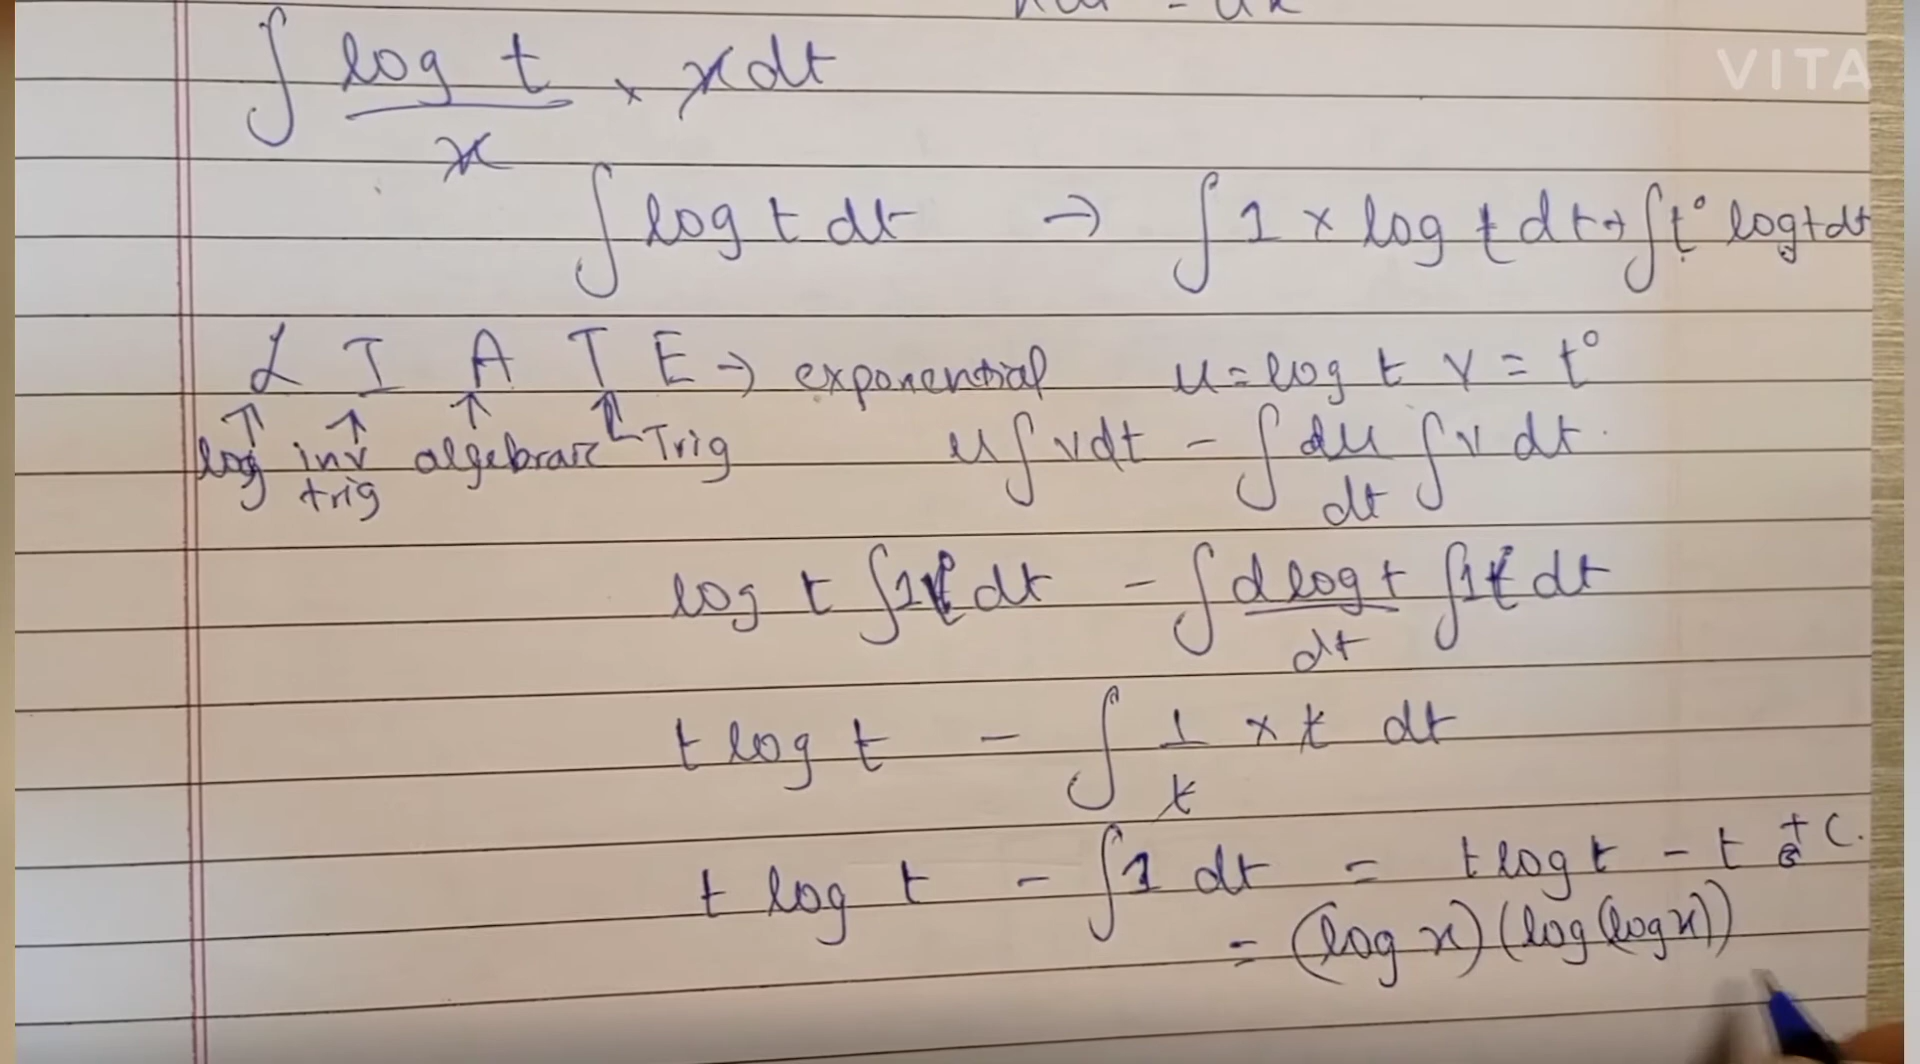 VITA
∫ log t / x × x dt
∫ log t dt → ∫ 1 × log t dt → ∫ t° log t dt
L I A T E → exponential u = log t v = t°
log inv trig algebraic Trig
u ∫ v dt - ∫ du/dt ∫ v dt
log t ∫ 1 dt - ∫ d log t / dt ∫ 1 dt
t log t - ∫ 1/t × t dt
t log t - ∫ 1 dt = t log t - t + C.
= (log x) (log (log x))